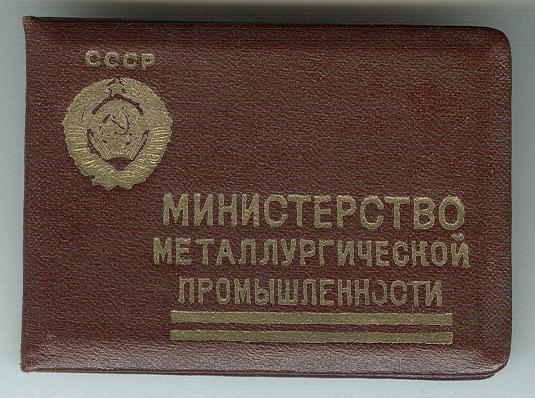 СССР
МИНИСТЕРСТВО
МЕТАЛЛУРГИЧЕСКОЙ
ПРОМЫШЛЕННОСТИ